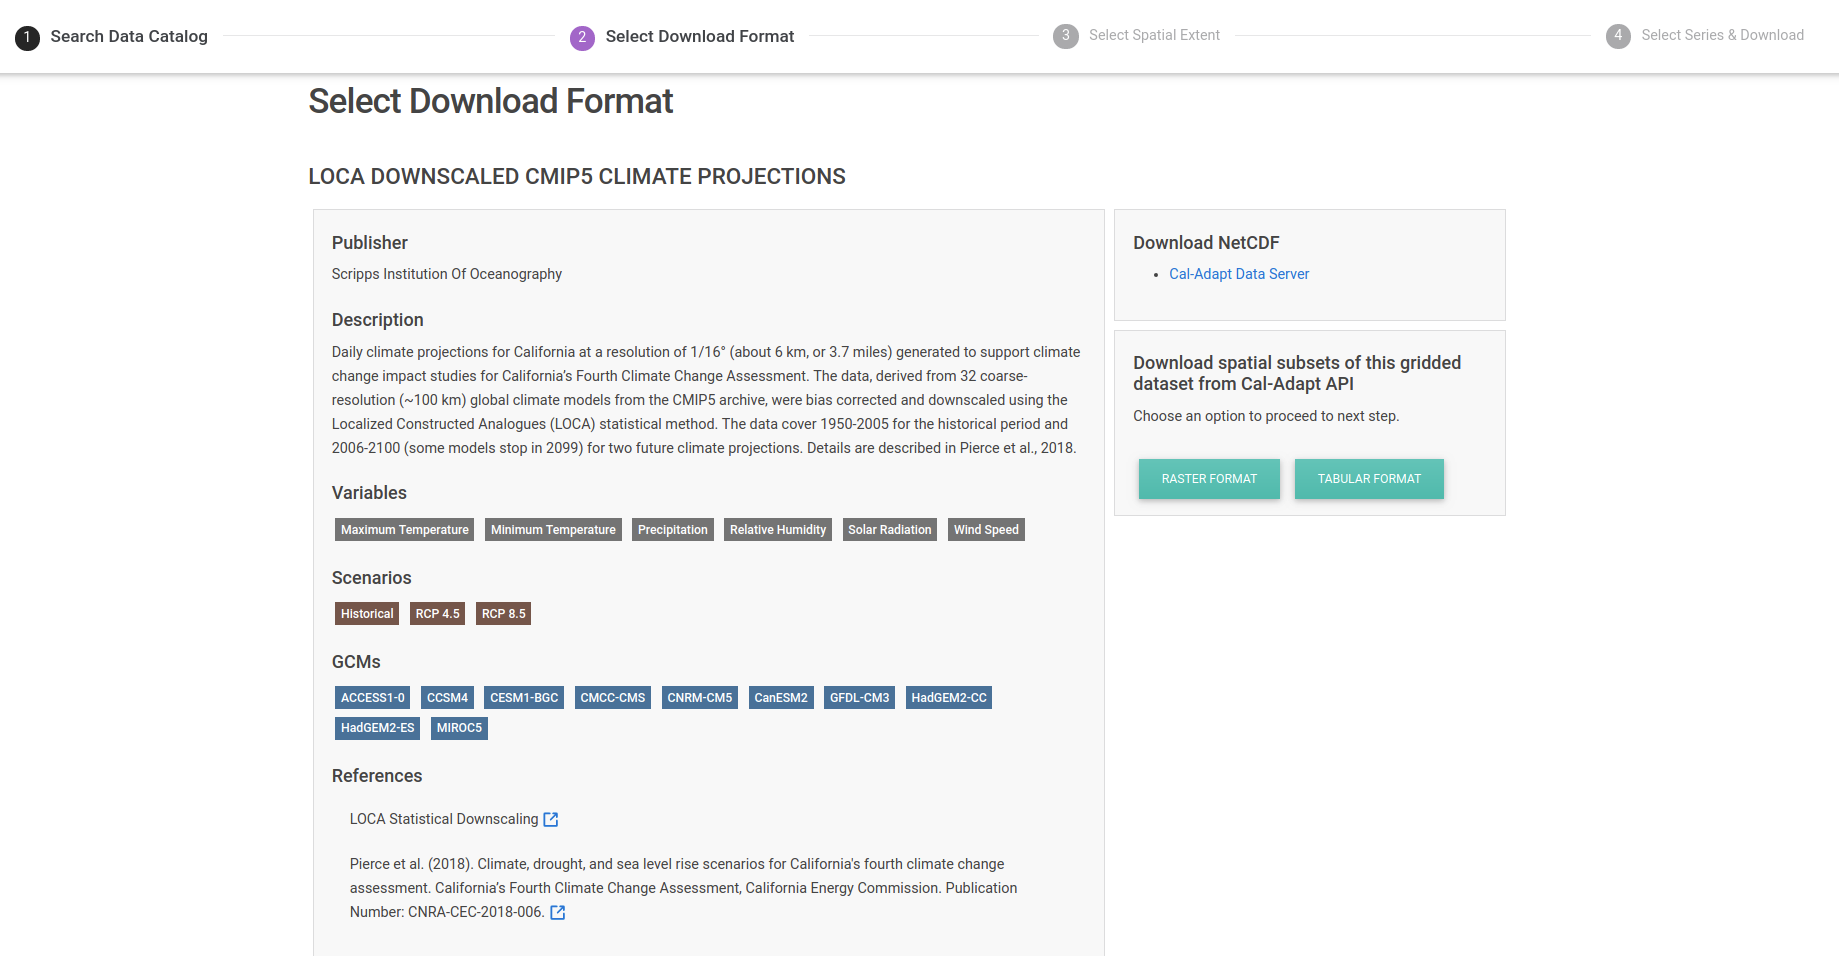 1 Search Data Catalog
2 Select Download Format
3 Select Spatial Extent
4 Select Series & Download
Select Download Format
LOCA DOWNSCALED CMIP5 CLIMATE PROJECTIONS
Publisher
Scripps Institution Of Oceanography
Description
Daily climate projections for California at a resolution of 1/16° (about 6 km, or 3.7 miles) generated to support climate
change impact studies for California’s Fourth Climate Change Assessment. The data, derived from 32 coarse-
resolution (~100 km) global climate models from the CMIP5 archive, were bias corrected and downscaled using the
Localized Constructed Analogues (LOCA) statistical method. The data cover 1950-2005 for the historical period and
2006-2100 (some models stop in 2099) for two future climate projections. Details are described in Pierce et al., 2018.
Variables
Maximum Temperature Minimum Temperature Precipitation Relative Humidity Solar Radiation Wind Speed
Scenarios
Historical RCP 4.5 RCP 8.5
GCMs
ACCESS1-0 CCSM4 CESM1-BGC CMCC-CMS CNRM-CM5 CanESM2 GFDL-CM3 HadGEM2-CC
HadGEM2-ES MIROC5
References
LOCA Statistical Downscaling
Pierce et al. (2018). Climate, drought, and sea level rise scenarios for California's fourth climate change
assessment. California’s Fourth Climate Change Assessment, California Energy Commission. Publication
Number: CNRA-CEC-2018-006.
Download NetCDF
• Cal-Adapt Data Server
Download spatial subsets of this gridded
dataset from Cal-Adapt API
Choose an option to proceed to next step.
RASTER FORMAT TABULAR FORMAT